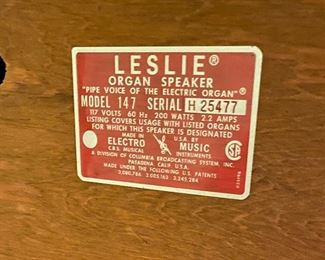 LESLIE®
ORGAN SPEAKER
"PIPE VOICE OF THE ELECTRIC ORGAN"®
MODEL 147 SERIAL H 25477
117 VOLTS 60 Hz 200 WATTS 2.2 AMPS
LISTING COVERS USAGE WITH LISTED ORGANS
FOR WHICH THIS SPEAKER IS DESIGNATED
MADE IN U.S.A. BY
ELECTRO MUSIC
C.B.S. MUSICAL INSTRUMENTS
A DIVISION OF COLUMBIA BROADCASTING SYSTEM, INC.
PASADENA, CALIF. U.S.A.
MADE UNDER THE FOLLOWING U.S. PATENTS